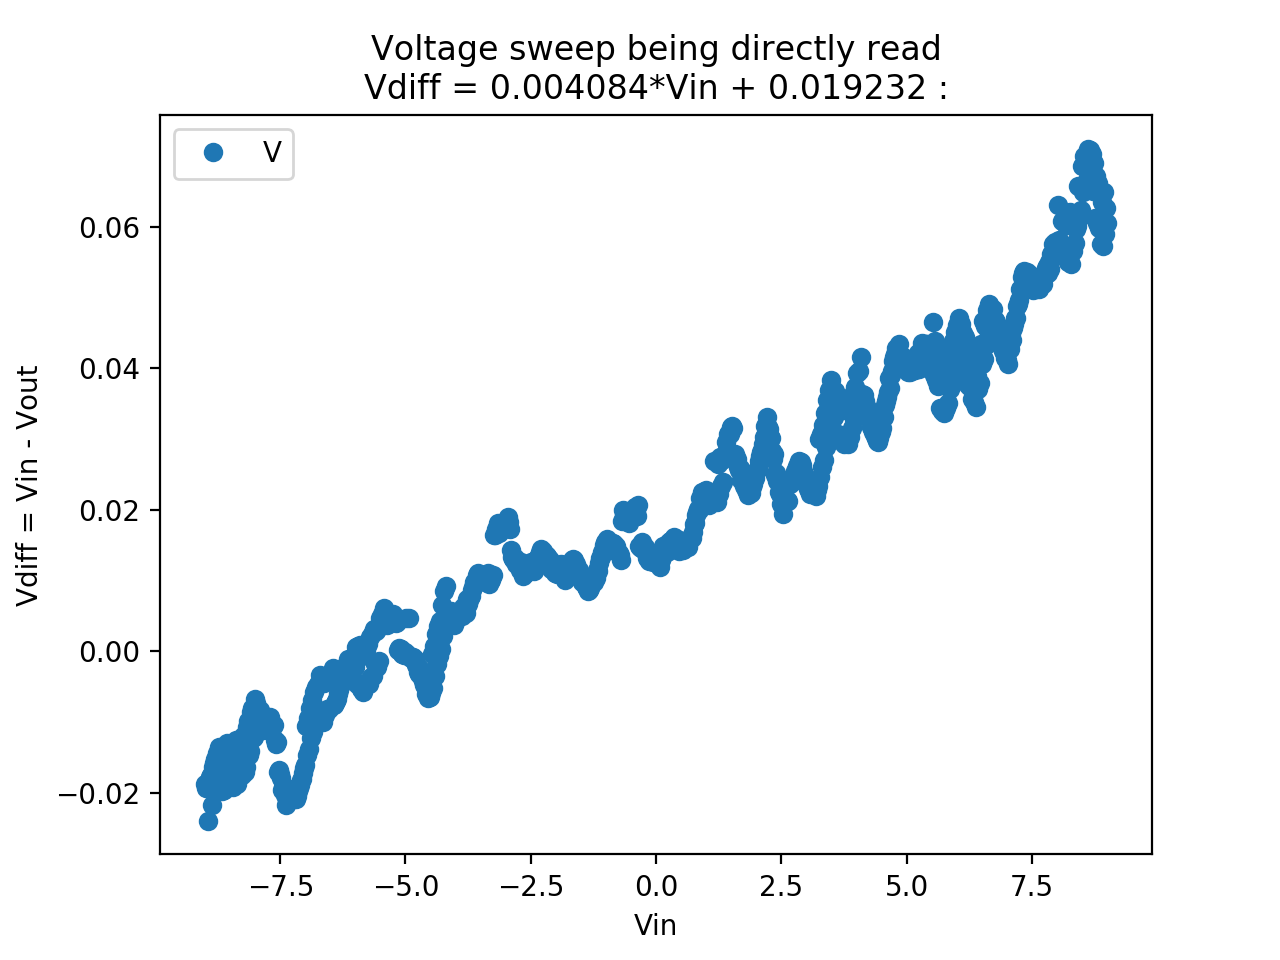 Voltage sweep being directly read
Vdiff = 0.004084*Vin + 0.019232 :
V
Vdiff = Vin - Vout
0.06
0.04
0.02
0.00
−0.02
−7.5 −5.0 −2.5 0.0 2.5 5.0 7.5
Vin